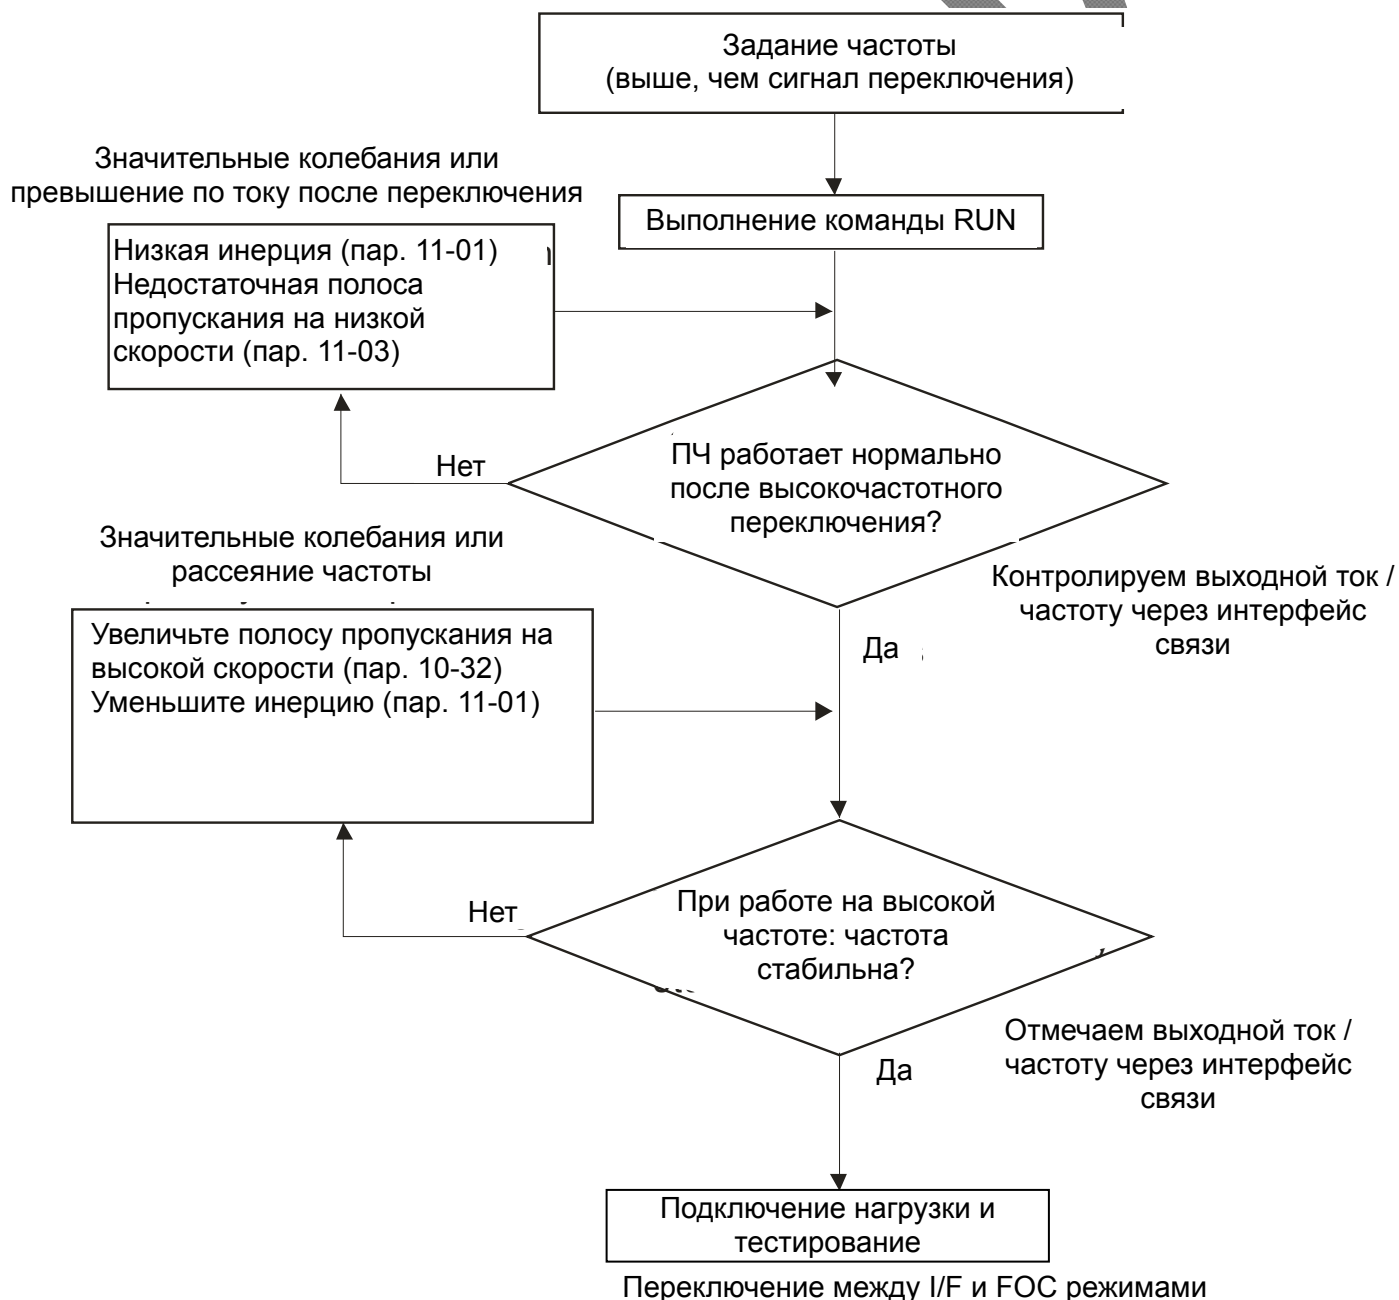 Задание частоты
(выше, чем сигнал переключения)
Значительные колебания или
превышение по току после переключения
Выполнение команды RUN
Низкая инерция (пар. 11-01)
Недостаточная полоса
пропускания на низкой
скорости (пар. 11-03)
Нет
ПЧ работает нормально
после высокочастотного
переключения?
Значительные колебания или
рассеяние частоты
Контролируем выходной ток /
частоту через интерфейс
связи
Да
Увеличьте полосу пропускания на
высокой скорости (пар. 10-32)
Уменьшите инерцию (пар. 11-01)
Нет
При работе на высокой
частоте: частота
стабильна?
Отмечаем выходной ток /
частоту через интерфейс
связи
Да
Подключение нагрузки и
тестирование
Переключение между I/F и FOC режимами